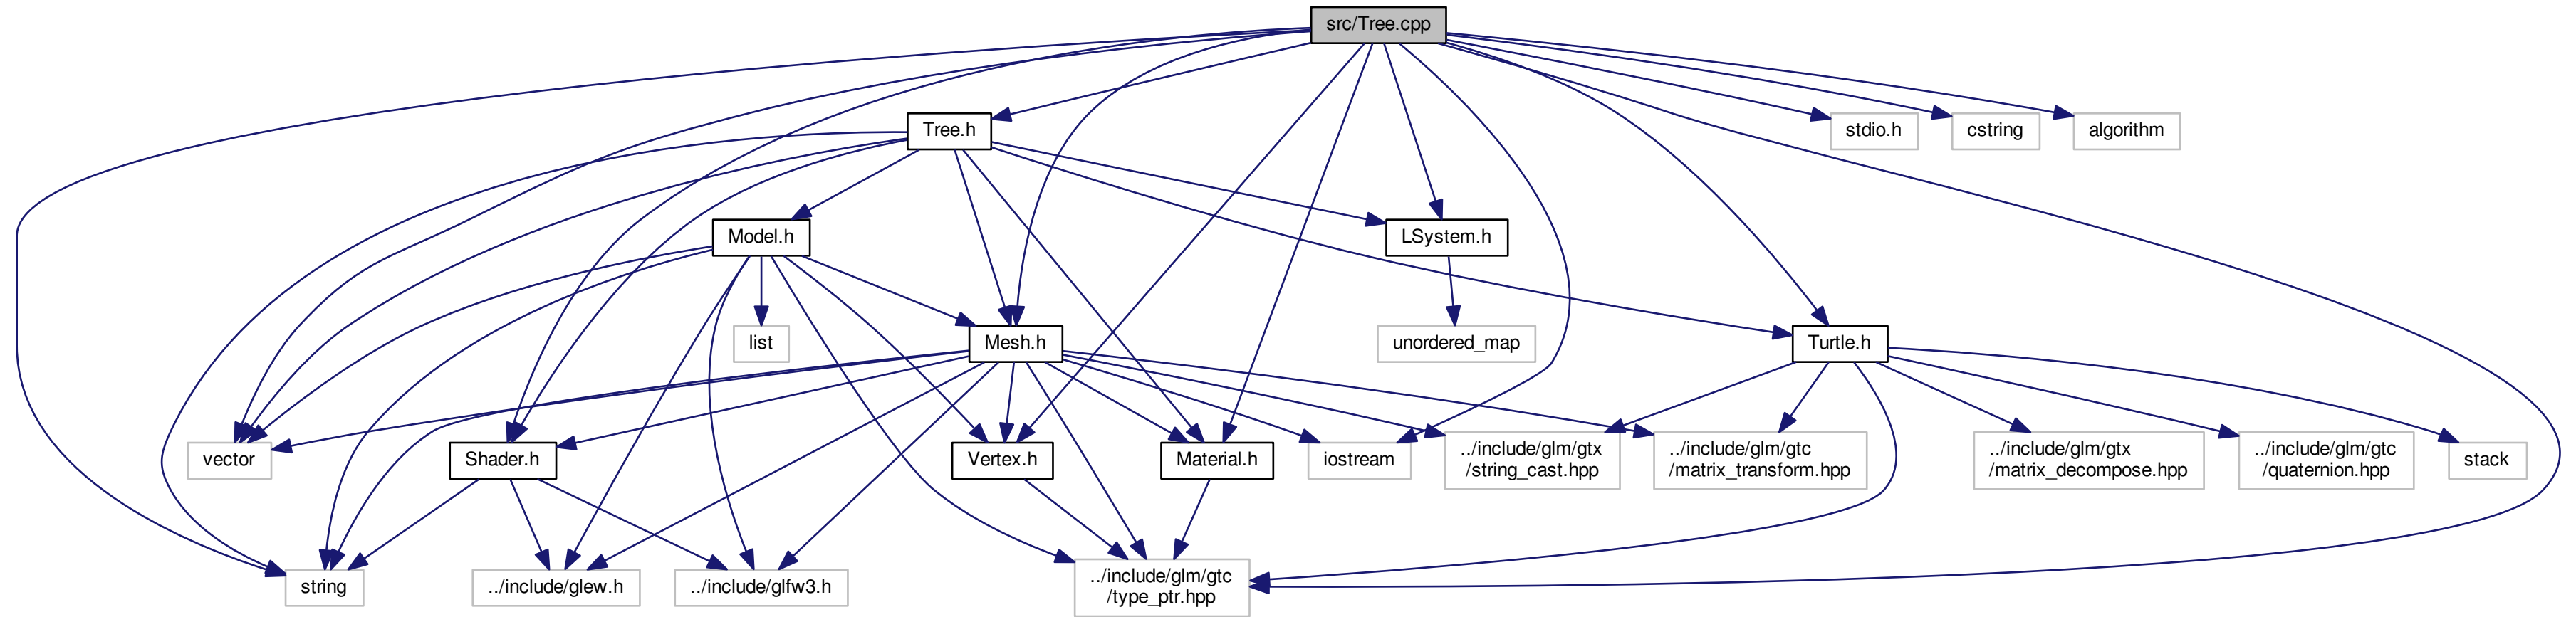 src/Tree.cpp
Tree.h
stdio.h
cstring
algorithm
Model.h
LSystem.h
list
Mesh.h
unordered_map
Turtle.h
vector
Shader.h
Vertex.h
Material.h
iostream
../include/glm/gtx
/string_cast.hpp
../include/glm/gtc
/matrix_transform.hpp
../include/glm/gtx
/matrix_decompose.hpp
../include/glm/gtc
/quaternion.hpp
stack
string
../include/glew.h
../include/glfw3.h
../include/glm/gtc
/type_ptr.hpp